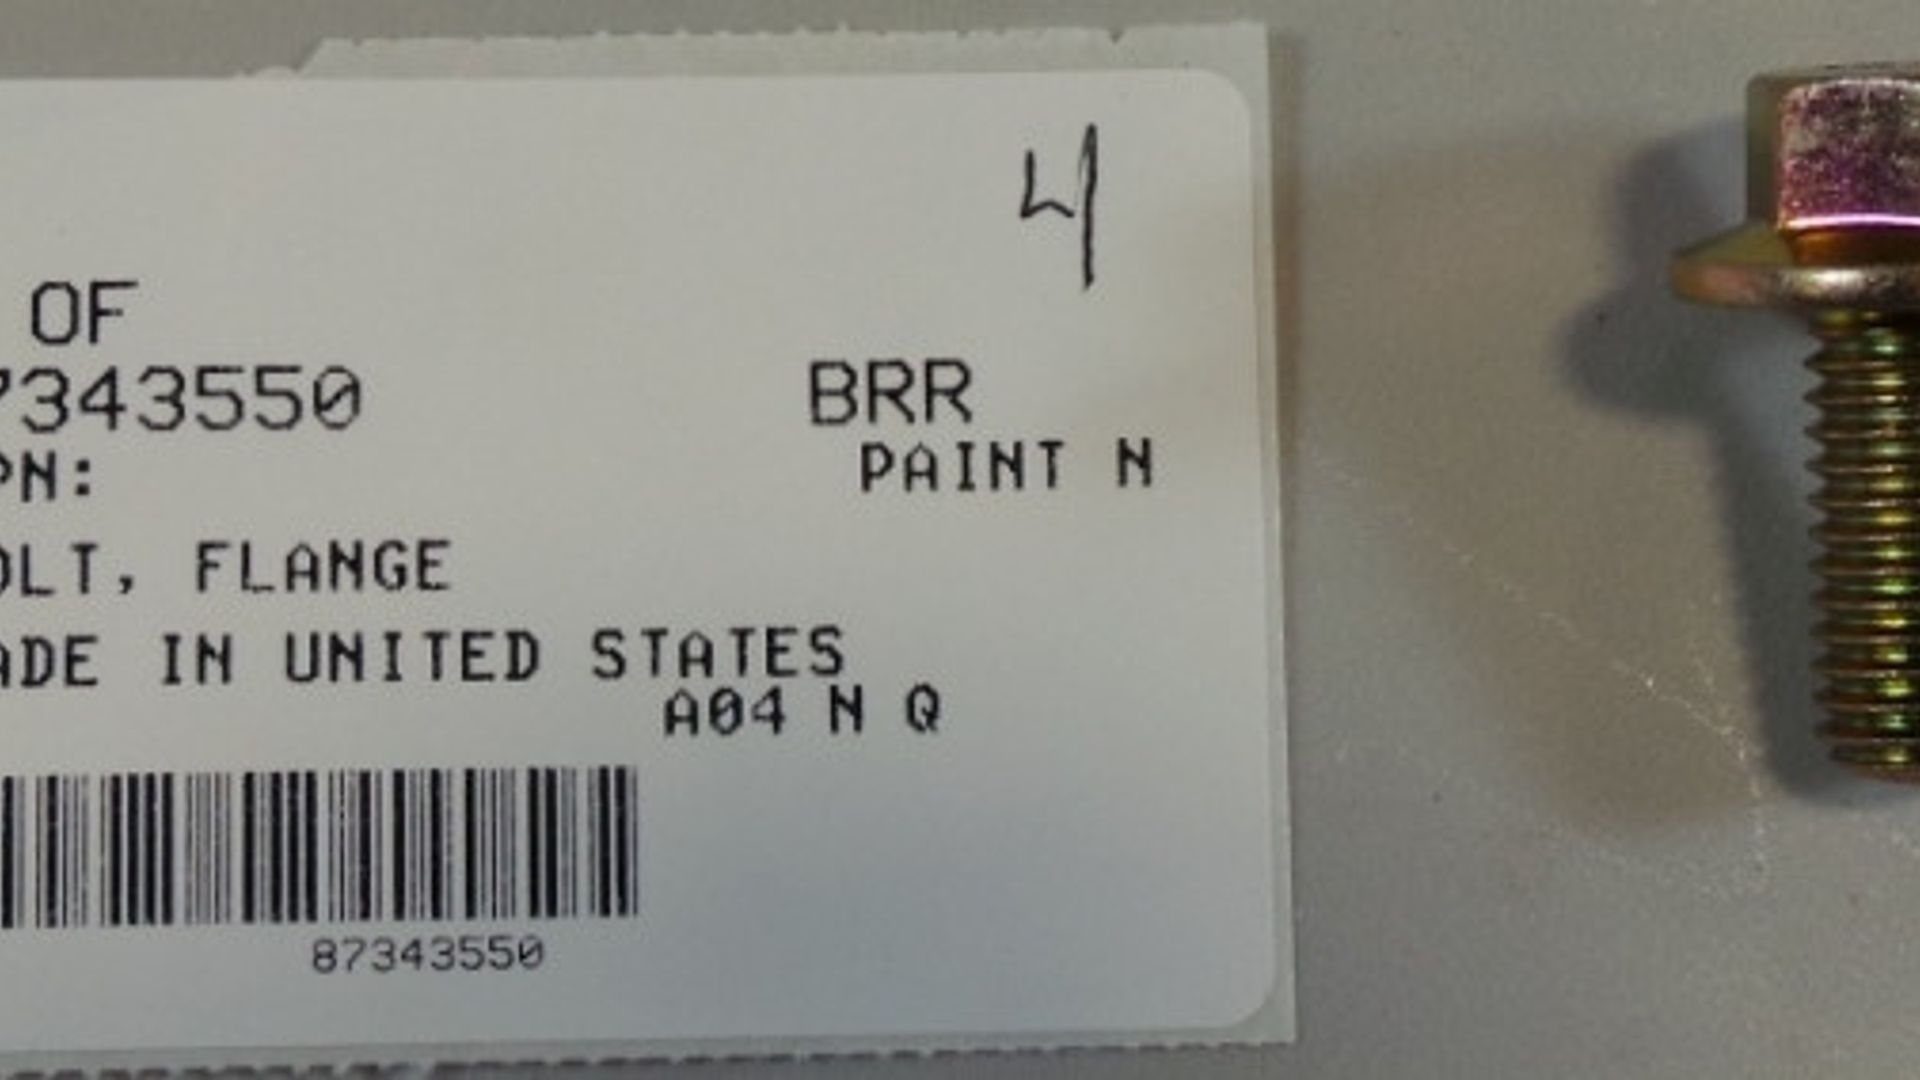 4
OF
7343550 BRR
PN: PAINT N
OLT, FLANGE
ADE IN UNITED STATES
A04 N Q
87343550